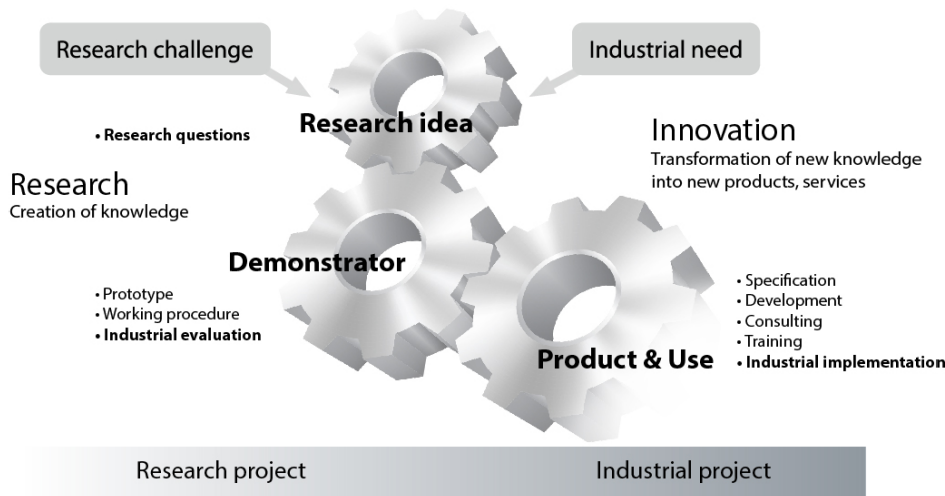 Research challenge
Industrial need
Research idea
• Research questions
Innovation
Transformation of new knowledge
into new products, services
Research
Creation of knowledge
Demonstrator
• Prototype
• Working procedure
• Industrial evaluation
Product & Use
• Specification
• Development
• Consulting
• Training
• Industrial implementation
Research project
Industrial project